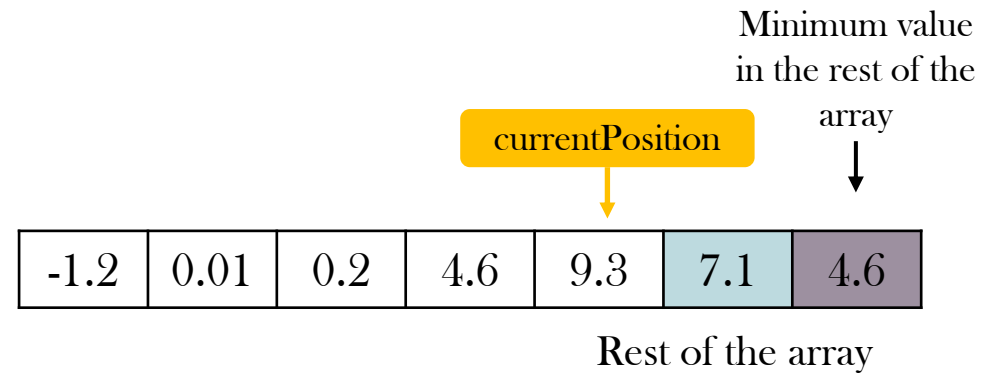 Minimum value
in the rest of the
array
currentPosition
-1.2 0.01 0.2 4.6 9.3 7.1 4.6
Rest of the array